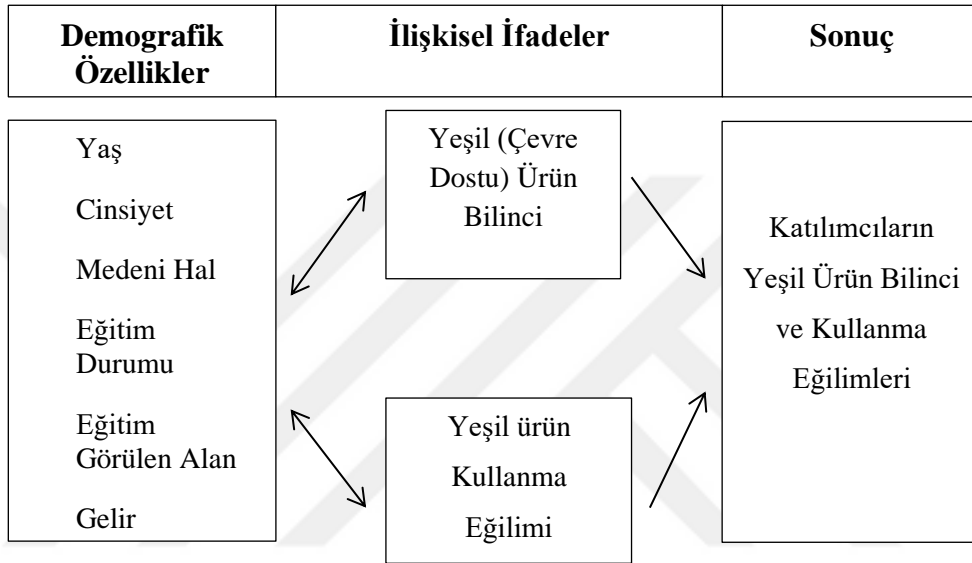 Demografik
Özellikler
İlişkisel İfadeler
Sonuç
Yaş
Cinsiyet
Medeni Hal
Eğitim
Durumu
Eğitim
Görülen Alan
Gelir
Yeşil (Çevre
Dostu) Ürün
Bilinci
Yeşil ürün
Kullanma
Eğilimi
Katılımcıların
Yeşil Ürün Bilinci
ve Kullanma
Eğilimleri